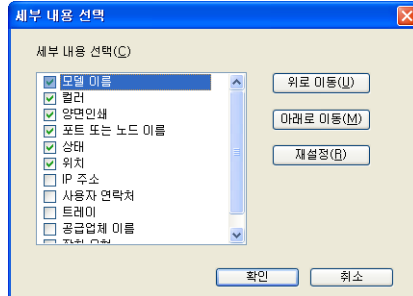 세부 내용 선택
세부 내용 선택(C)
모델 이름
컬러
양면인쇄
포트 또는 노드 이름
상태
위치
IP 주소
사용자 연락처
트레이
공급업체 이름
위로 이동(U)
아래로 이동(M)
재설정(R)
확인
취소